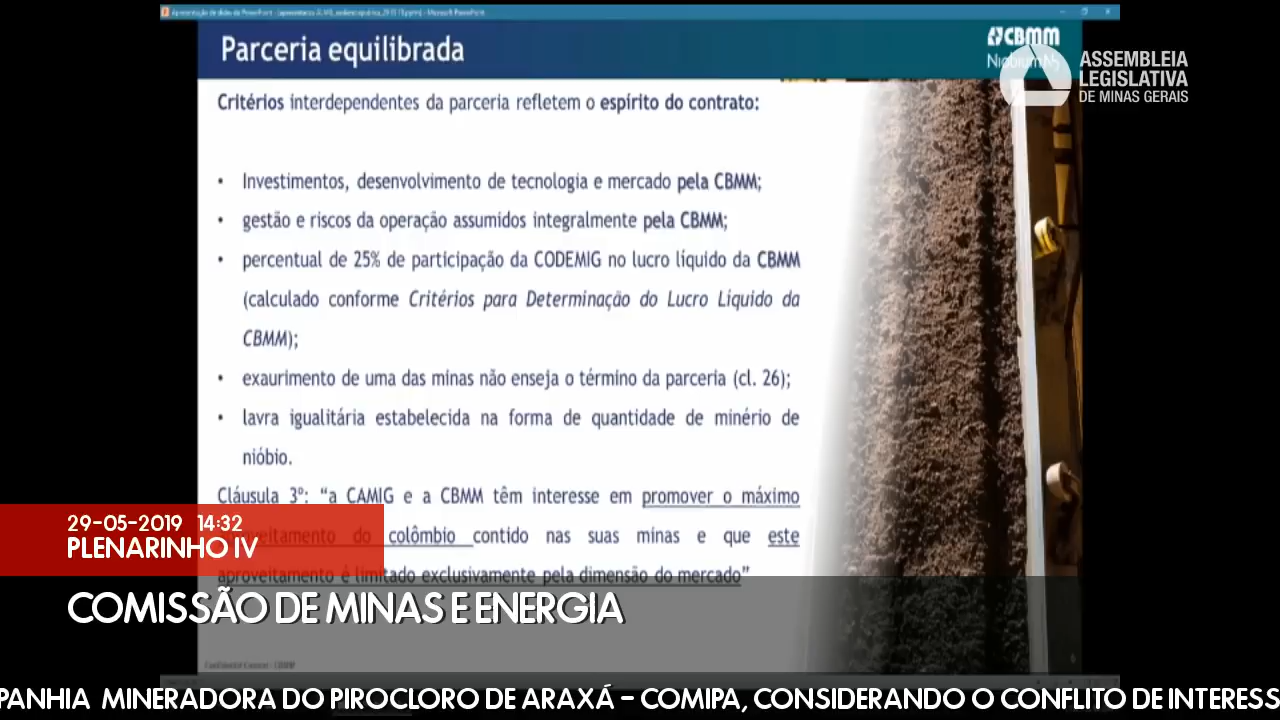 Parceria equilibrada
CBMM
ASSEMBLEIA
LEGISLATIVA
DE MINAS GERAIS
Critérios interdependentes da parceria refletem o espírito do contrato:
• Investimentos, desenvolvimento de tecnologia e mercado pela CBMM;
• gestão e riscos da operação assumidos integralmente pela CBMM;
• percentual de 25% de participação da CODEMIG no lucro líquido da CBMM
(calculado conforme Critérios para Determinação do Lucro Líquido da
CBMM);
• exaurimento de uma das minas não enseja o término da parceria (cl. 26);
• lavra igualitária estabelecida na forma de quantidade de minério de
nióbio.
Cláusula 3º: “a CAMIG e a CBMM têm interesse em promover o máximo
aproveitamento do colômbio contido nas suas minas e que este
aproveitamento é limitado exclusivamente pela dimensão do mercado”
29-05-2019 14:32
PLENARINHO IV
COMISSÃO DE MINAS E ENERGIA
PANHIA MINERADORA DO PIROCLORO DE ARAXÁ – COMIPA, CONSIDERANDO O CONFLITO DE INTERESS